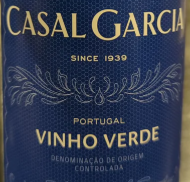 CASAL GARCIA
SINCE 1939
PORTUGAL
VINHO VERDE
DENOMINAÇÃO DE ORIGEM
CONTROLADA